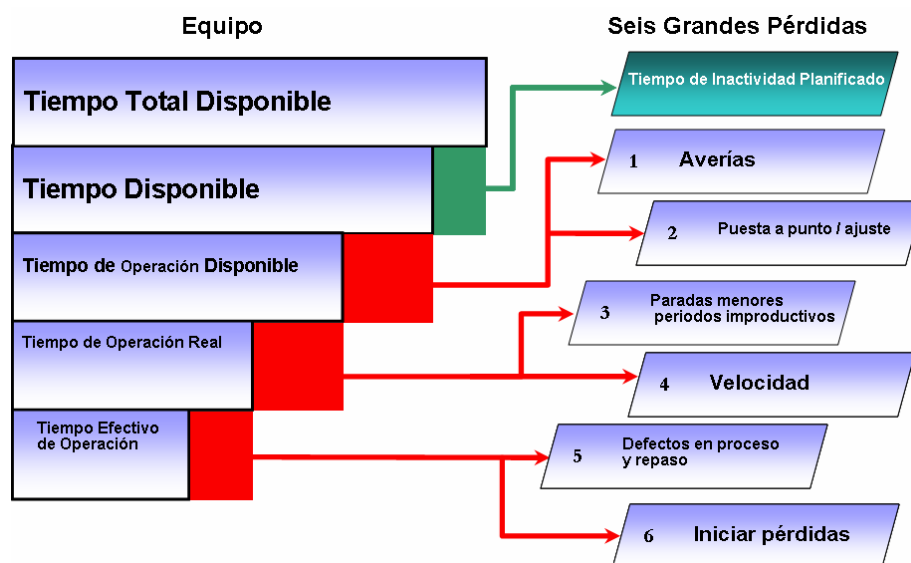 Equipo
Seis Grandes Pérdidas
Tiempo Total Disponible
Tiempo de Inactividad Planificado
Tiempo Disponible
1 Averías
2 Puesta a punto / ajuste
Tiempo de Operación Disponible
3 Paradas menores
periodos improductivos
Tiempo de Operación Real
4 Velocidad
Tiempo Efectivo
de Operación
5 Defectos en proceso
y repaso
6 Iniciar pérdidas